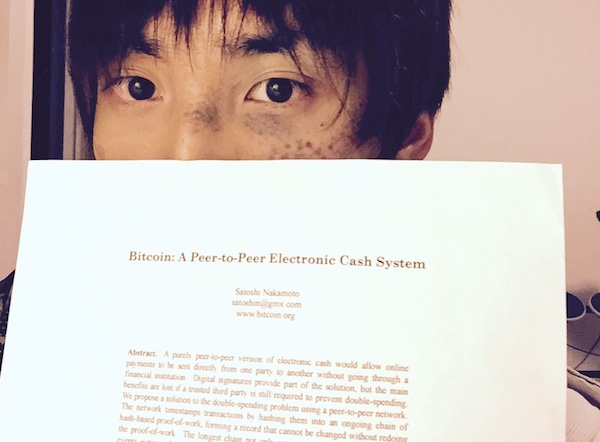 Bitcoin: A Peer-to-Peer Electronic Cash System
Satoshi Nakamoto
satoshin@gmx.com
www.bitcoin.org
Abstract. A purely peer-to-peer version of electronic cash would allow online
payments to be sent directly from one party to another without going through a
financial institution. Digital signatures provide part of the solution, but the main
benefits are lost if a trusted third party is still required to prevent double-spending.
We propose a solution to the double-spending problem using a peer-to-peer network.
The network timestamps transactions by hashing them into an ongoing chain of
hash-based proof-of-work, forming a record that cannot be changed without redoing
the proof-of-work. The longest chain not only